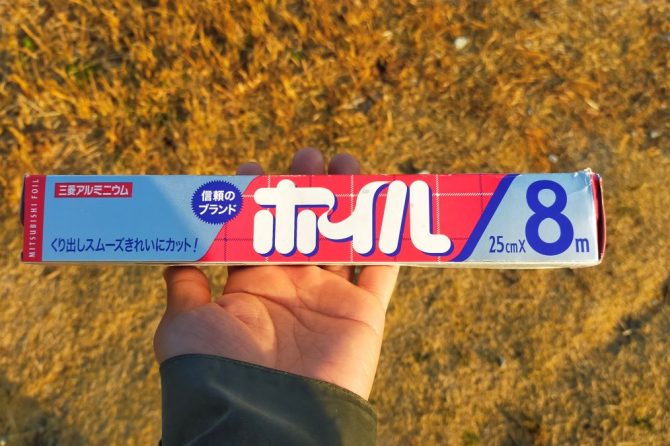 MITSUBISHI FOIL
三菱アルミニウム
くり出しスムーズきれいにカット!
信頼の
ブランド
ホイル
25cm×
8m